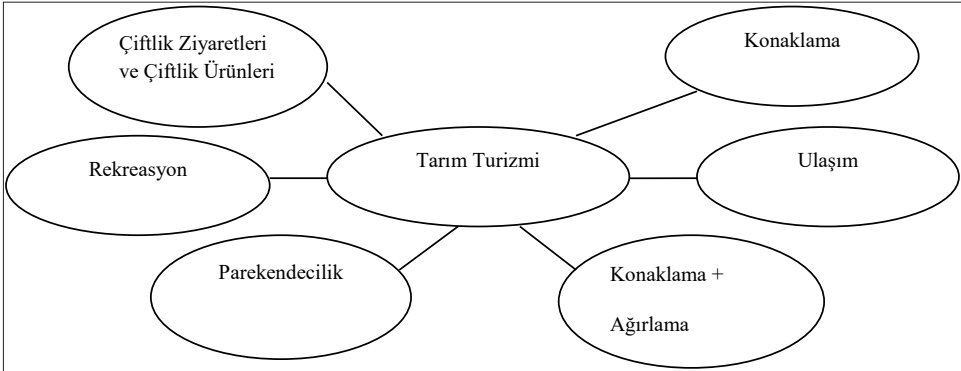 Çiftlik Ziyaretleri
ve Çiftlik Ürünleri
Konaklama
Rekreasyon
Tarım Turizmi
Ulaşım
Parekendecilik
Konaklama +
Ağırlama